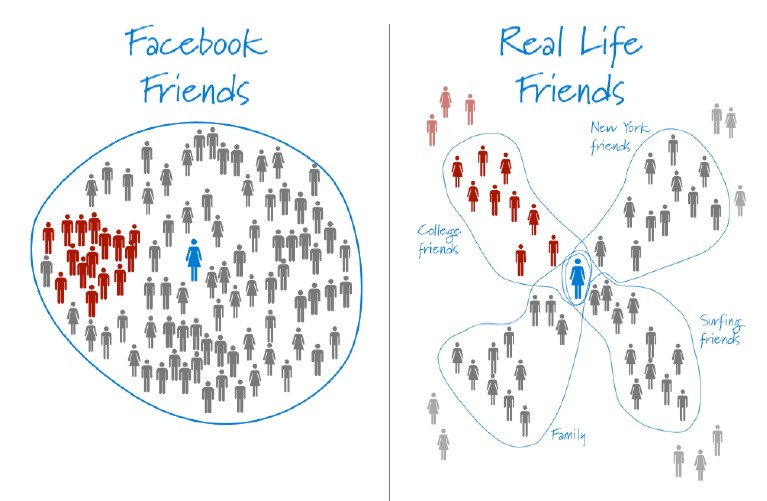 Facebook
Friends
Real Life
Friends
New York
friends
College
friends
Surfing
friends
Family